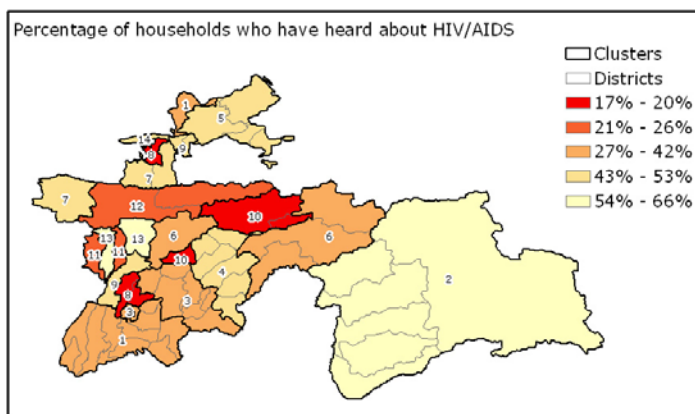 Percentage of households who have heard about HIV/AIDS
Clusters
Districts
17% - 20%
21% - 26%
27% - 42%
43% - 53%
54% - 66%
1
5
14
8
9
7
7
12
10
6
6
13
13
11
11
10
4
2
9
8
3
3
1